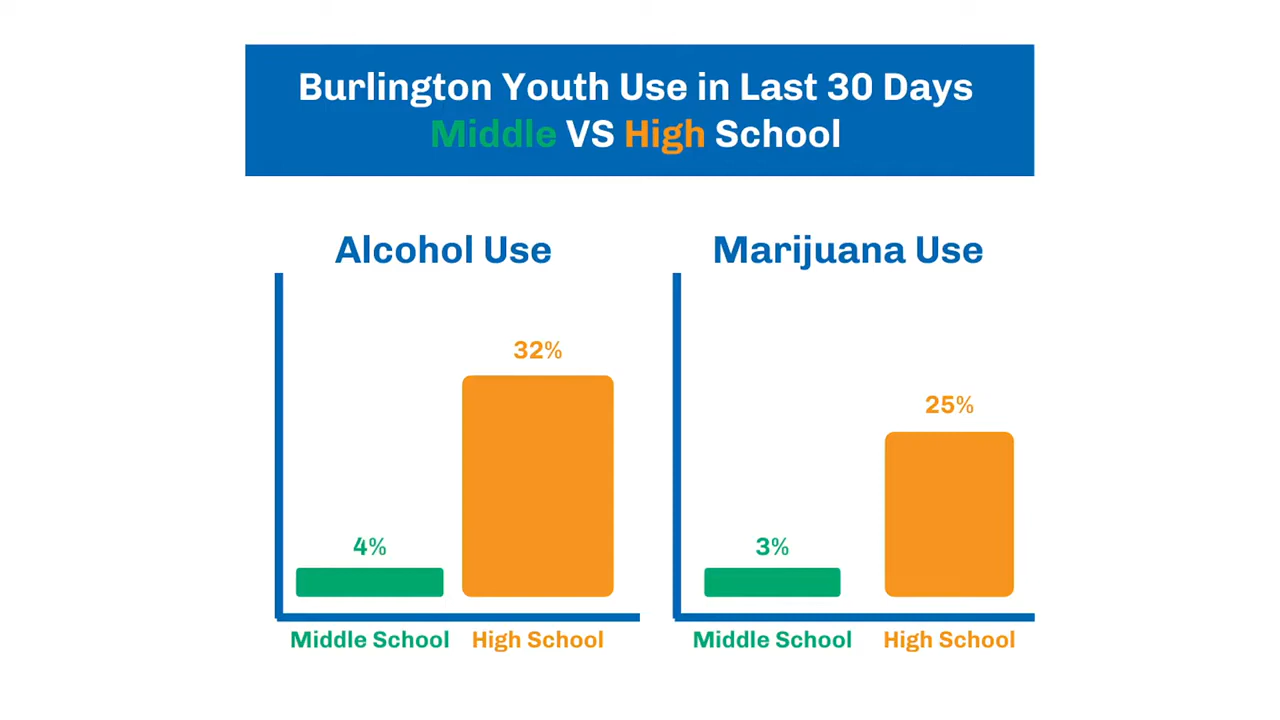 Burlington Youth Use in Last 30 Days
Middle VS High School
Alcohol Use
32%
4%
Middle School
High School
Marijuana Use
25%
3%
Middle School
High School